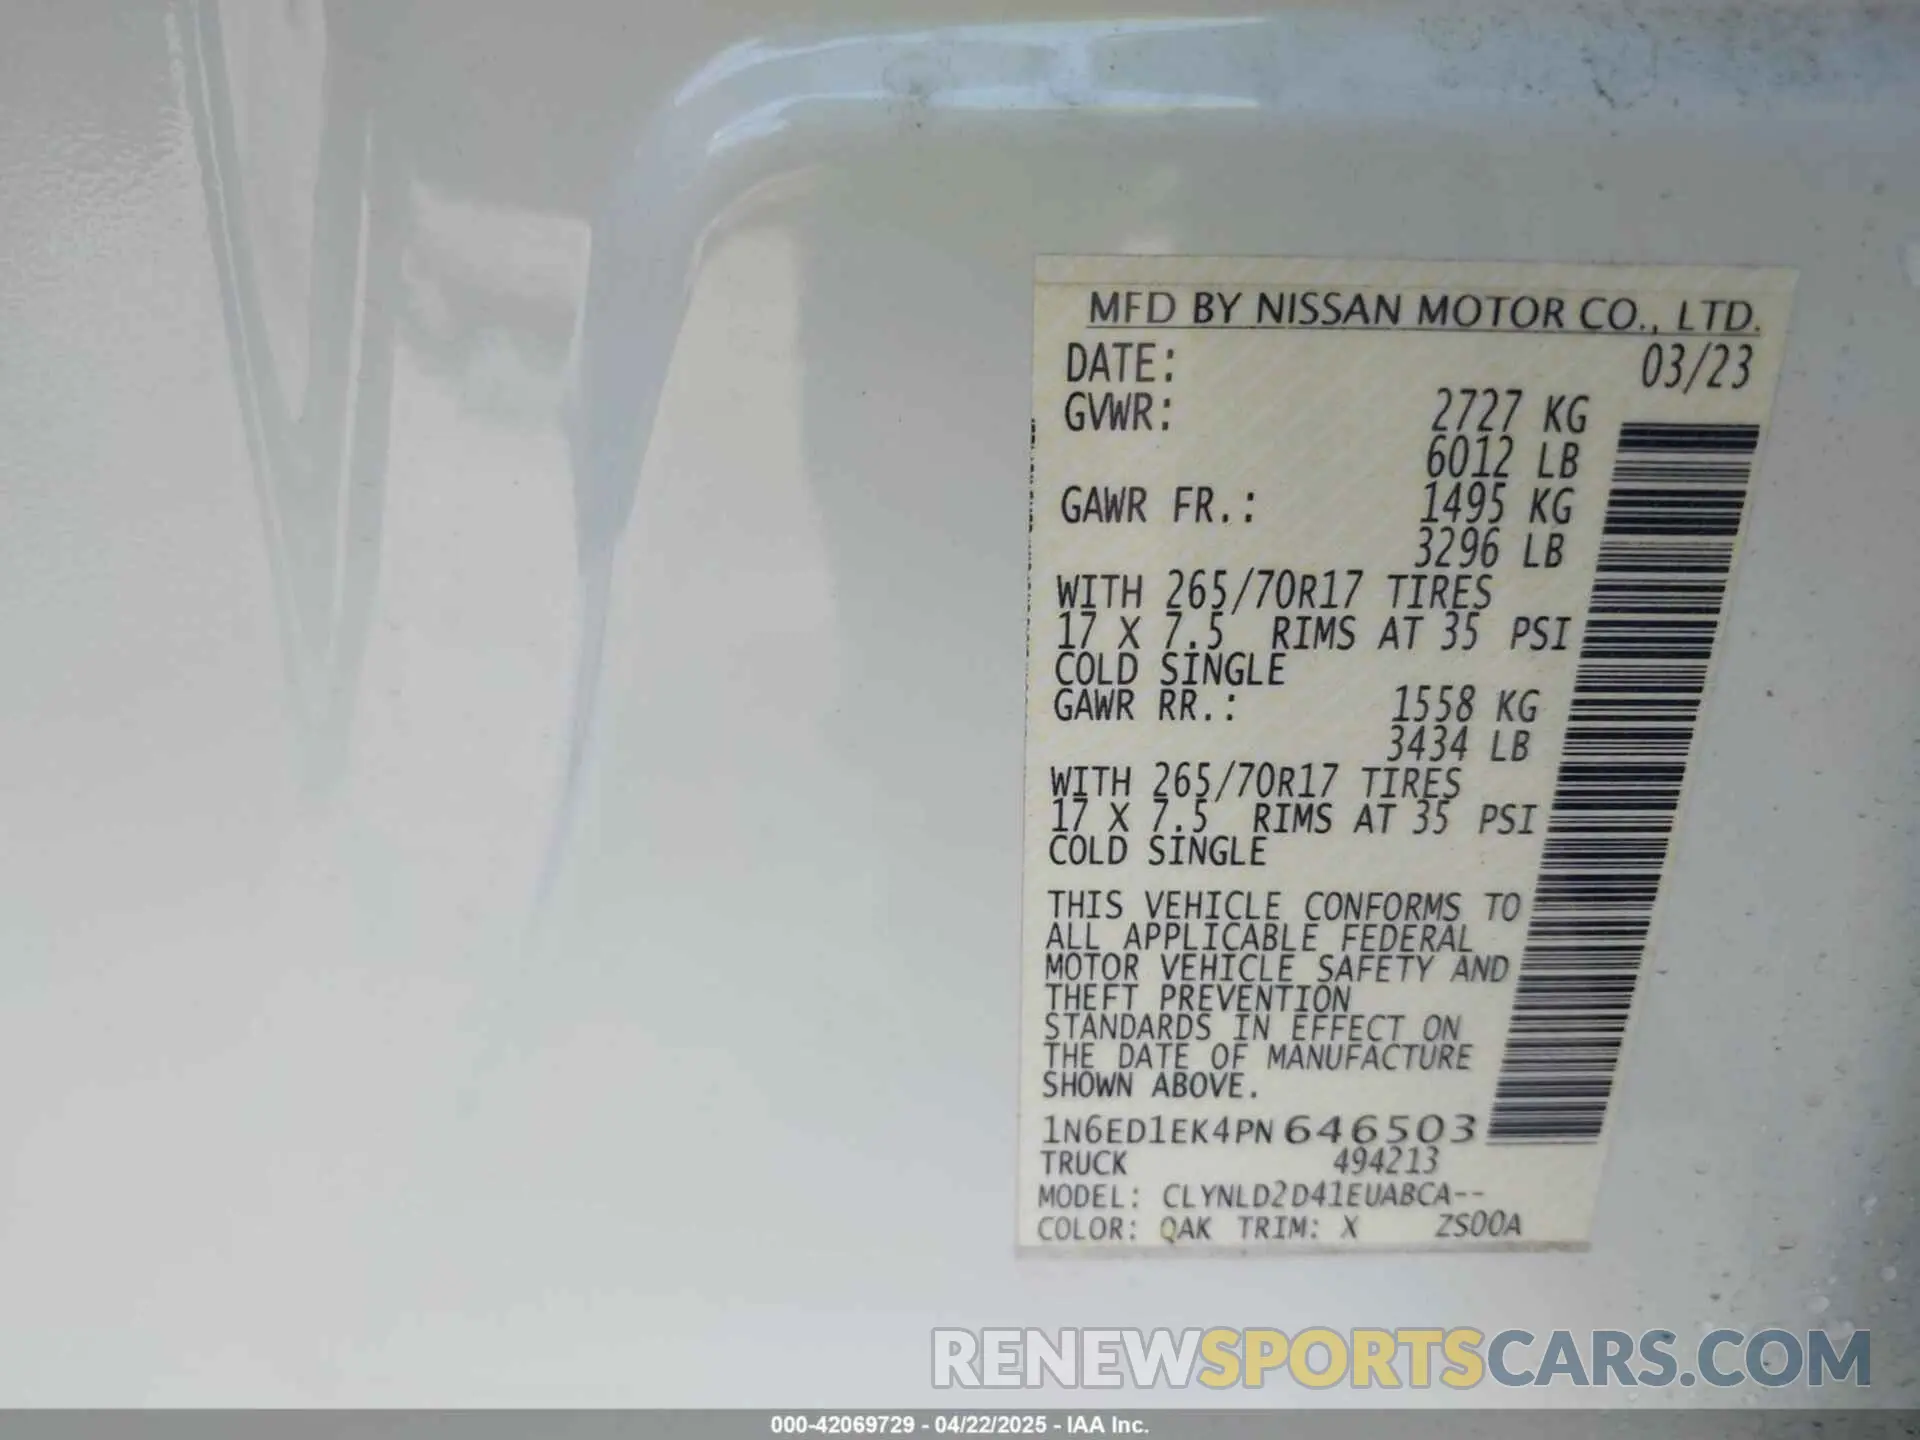 MFD BY NISSAN MOTOR CO., LTD.
DATE: 03/23
GVWR: 2727 KG
6012 LB
GAWR FR.: 1495 KG
3296 LB
WITH 265/70R17 TIRES
17 X 7.5 RIMS AT 35 PSI
COLD SINGLE
GAWR RR.: 1558 KG
3434 LB
WITH 265/70R17 TIRES
17 X 7.5 RIMS AT 35 PSI
COLD SINGLE
THIS VEHICLE CONFORMS TO
ALL APPLICABLE FEDERAL
MOTOR VEHICLE SAFETY AND
THEFT PREVENTION
STANDARDS IN EFFECT ON
THE DATE OF MANUFACTURE
SHOWN ABOVE.
1N6ED1EK4PN646503
TRUCK 494213
MODEL: CLYNLD2D41EUABCA--
COLOR: QAK TRIM: X ZS00A
RENEWSPORTSCARS.COM
000-42069729 - 04/22/2025 - IAA Inc.